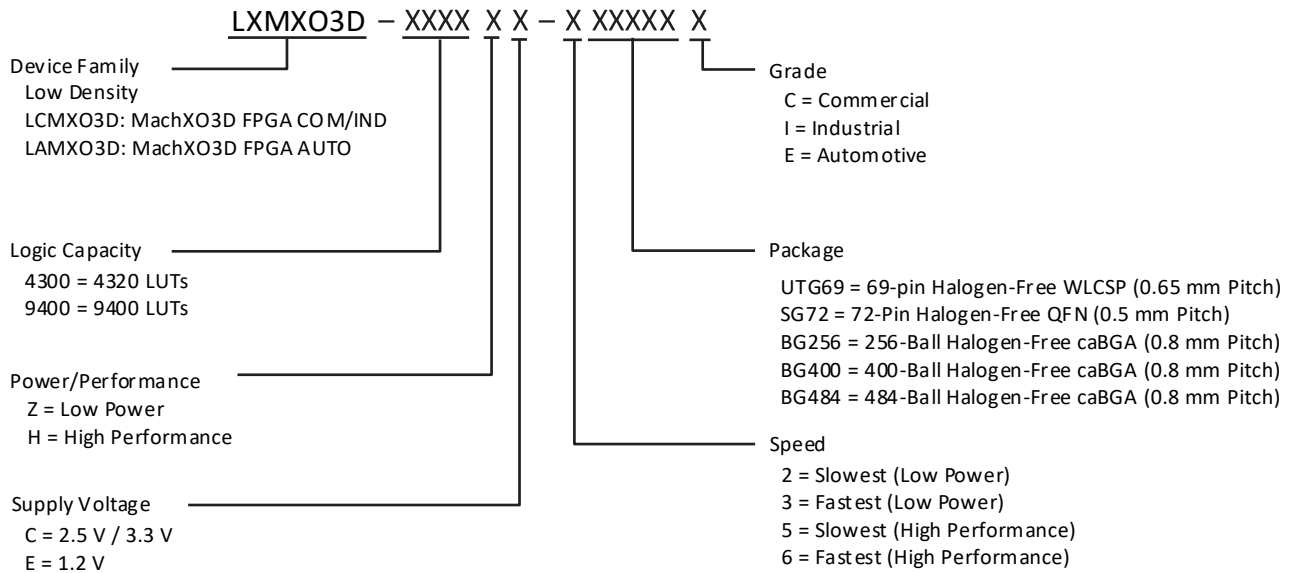 LXMXO3D – XXXX X X – X XXXXX X
Device Family
Low Density
LCMXO3D: MachXO3D FPGA COM/IND
LAMXO3D: MachXO3D FPGA AUTO
Logic Capacity
4300 = 4320 LUTs
9400 = 9400 LUTs
Power/Performance
Z = Low Power
H = High Performance
Supply Voltage
C = 2.5 V / 3.3 V
E = 1.2 V
Grade
C = Commercial
I = Industrial
E = Automotive
Package
UTG69 = 69-pin Halogen-Free WLCSP (0.65 mm Pitch)
SG72 = 72-Pin Halogen-Free QFN (0.5 mm Pitch)
BG256 = 256-Ball Halogen-Free caBGA (0.8 mm Pitch)
BG400 = 400-Ball Halogen-Free caBGA (0.8 mm Pitch)
BG484 = 484-Ball Halogen-Free caBGA (0.8 mm Pitch)
Speed
2 = Slowest (Low Power)
3 = Fastest (Low Power)
5 = Slowest (High Performance)
6 = Fastest (High Performance)